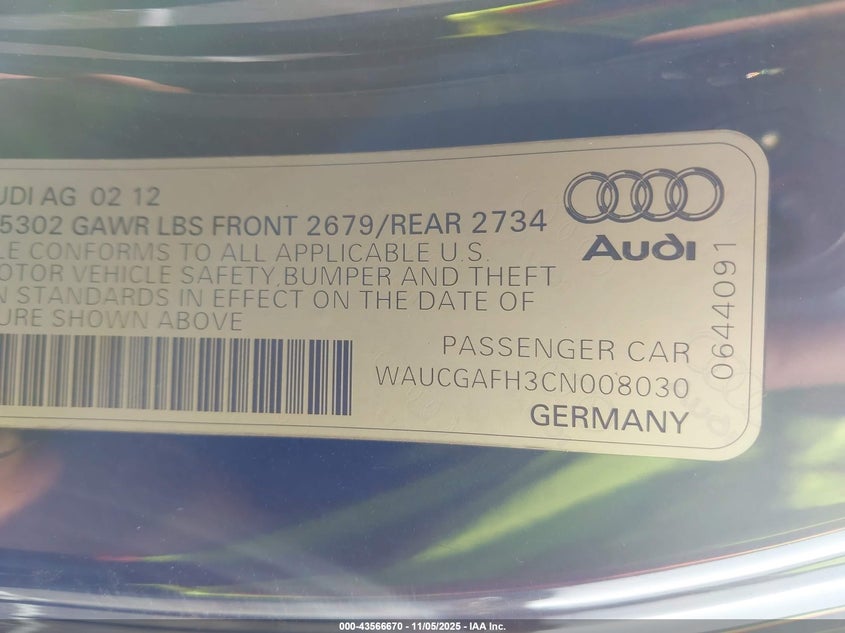 UDI AG 02 12
5302 GAWR LBS FRONT 2679/REAR 2734
LE CONFORMS TO ALL APPLICABLE U.S.
OTOR VEHICLE SAFETY,BUMPER AND THEFT
N STANDARDS IN EFFECT ON THE DATE OF
URE SHOWN ABOVE
Audi
0644091
PASSENGER CAR
WAUCGAFH3CN008030
GERMANY
000-43566670 - 11/05/2025 - IAA Inc.